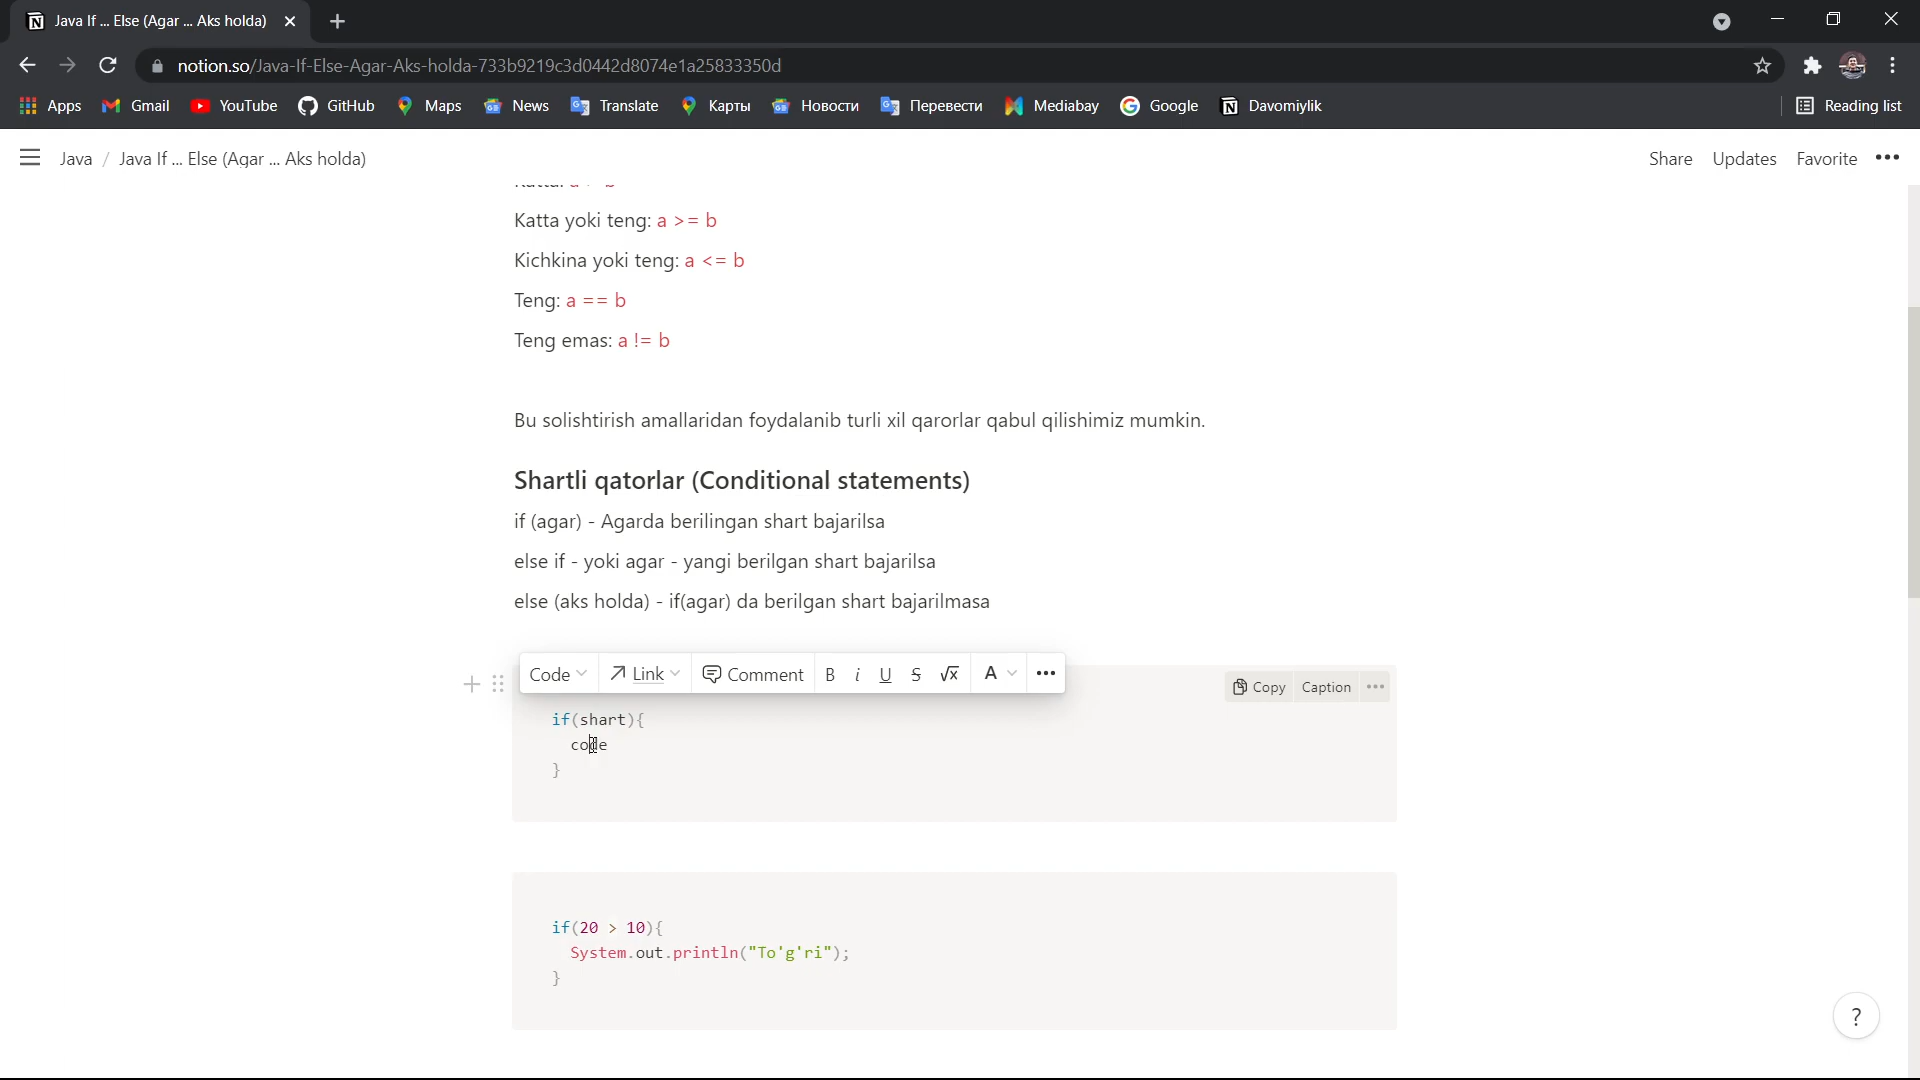 Java If ... Else (Agar ... Aks holda)
notion.so/Java-If-Else-Agar-Aks-holda-733b9219c3d0442d8074e1a25833350d
Apps Gmail YouTube GitHub Maps News Translate Карты Новости Перевести Mediabay Google Davomiylik Reading list
Java / Java If ... Else (Agar ... Aks holda) Share Updates Favorite
Katta yoki teng: a >= b
Kichkina yoki teng: a <= b
Teng: a == b
Teng emas: a != b
Bu solishtirish amallaridan foydalanib turli xil qarorlar qabul qilishimiz mumkin.
Shartli qatorlar (Conditional statements)
if (agar) - Agarda berilingan shart bajarilsa
else if - yoki agar - yangi berilgan shart bajarilsa
else (aks holda) - if(agar) da berilgan shart bajarilmasa
Code Link Comment B i U S √x A •••
Copy Caption •••
if(shart){
code
}
if(20 > 10){
System.out.println("To'g'ri");
}
?